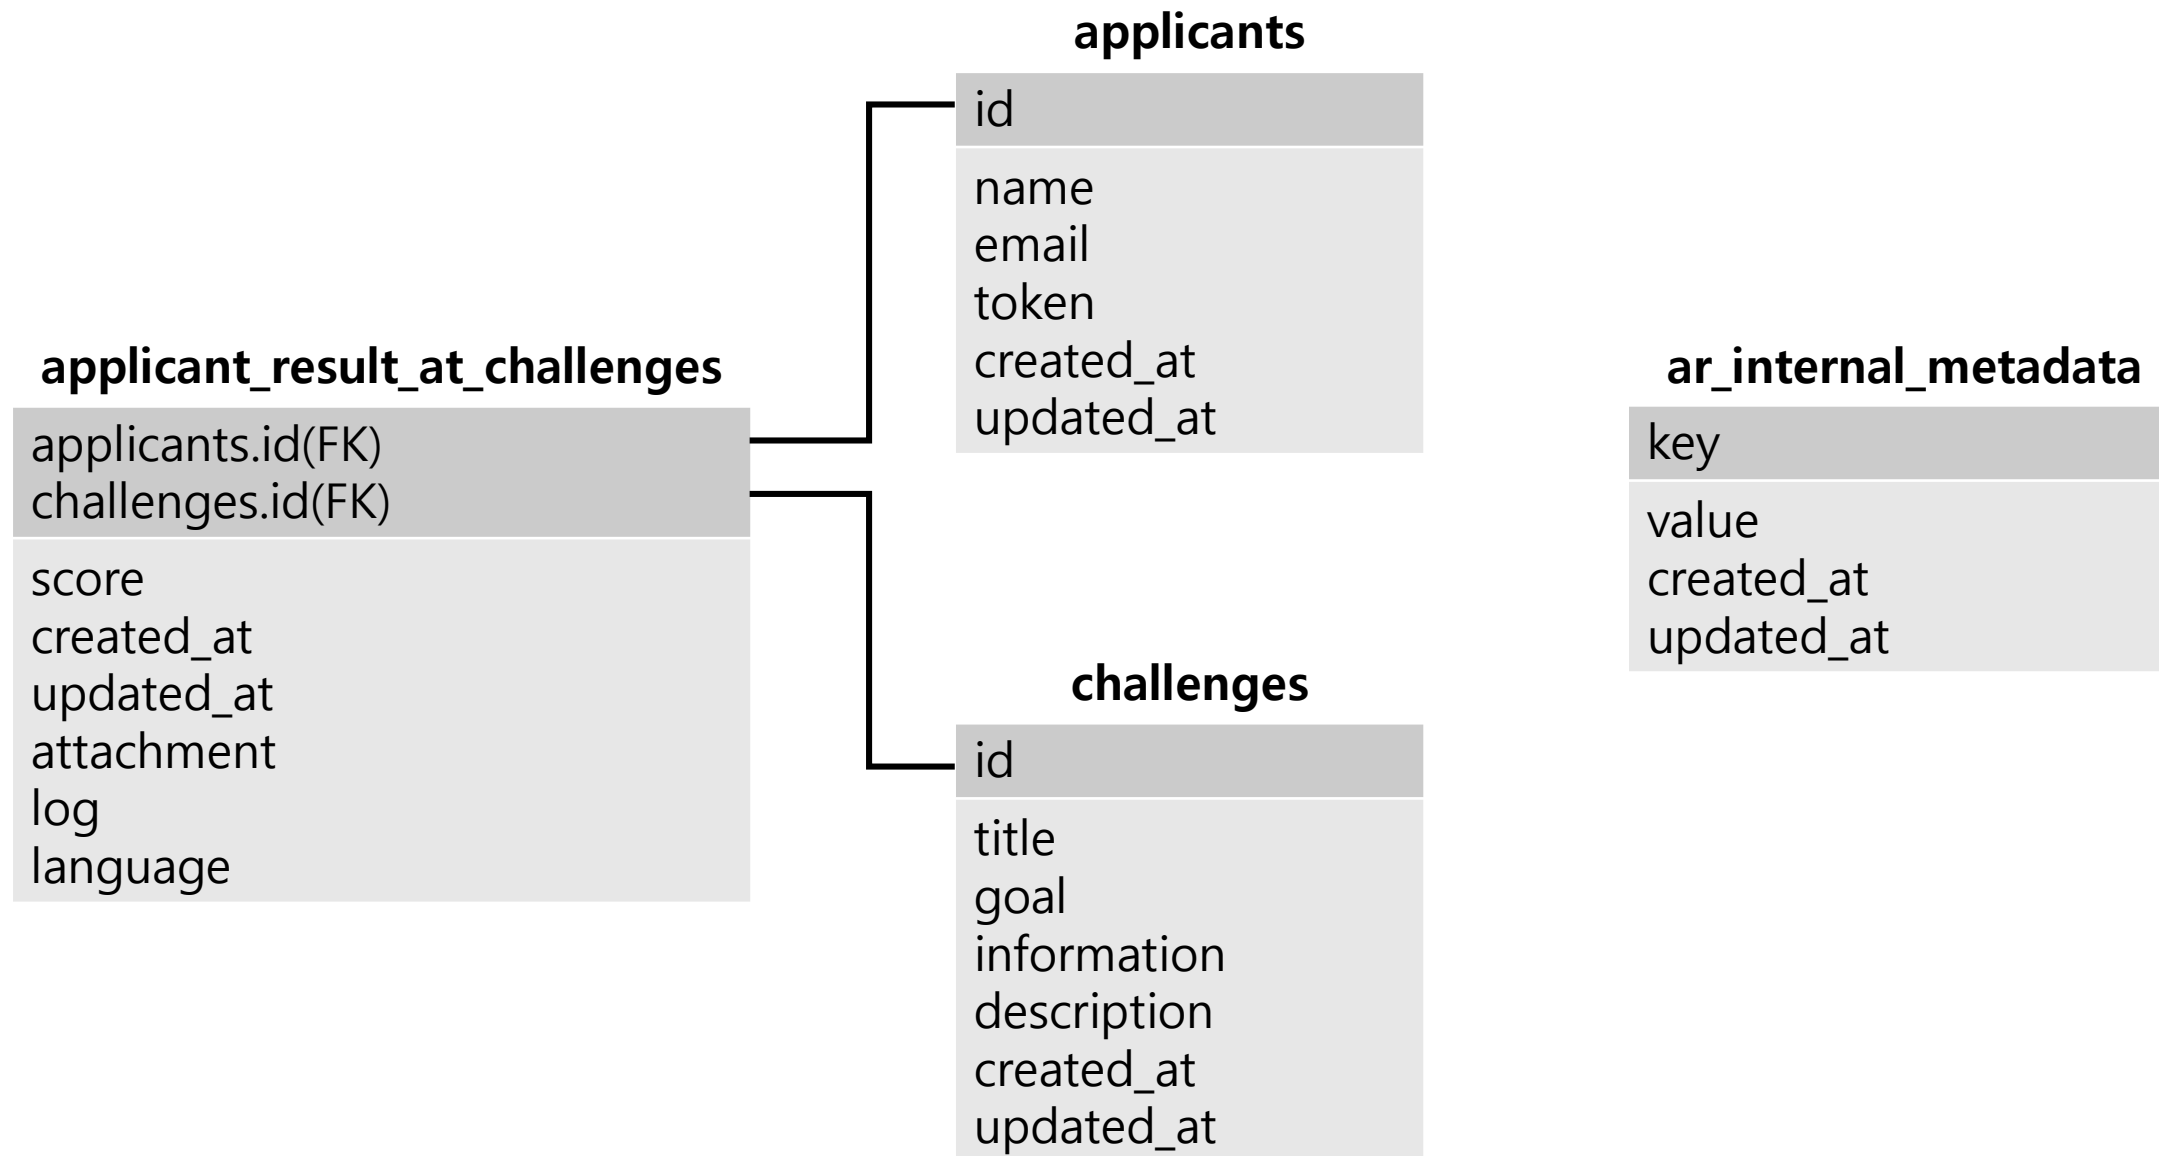 applicants
id
name
email
token
created_at
updated_at
applicant_result_at_challenges
applicants.id(FK)
challenges.id(FK)
score
created_at
updated_at
attachment
log
language
challenges
id
title
goal
information
description
created_at
updated_at
ar_internal_metadata
key
value
created_at
updated_at